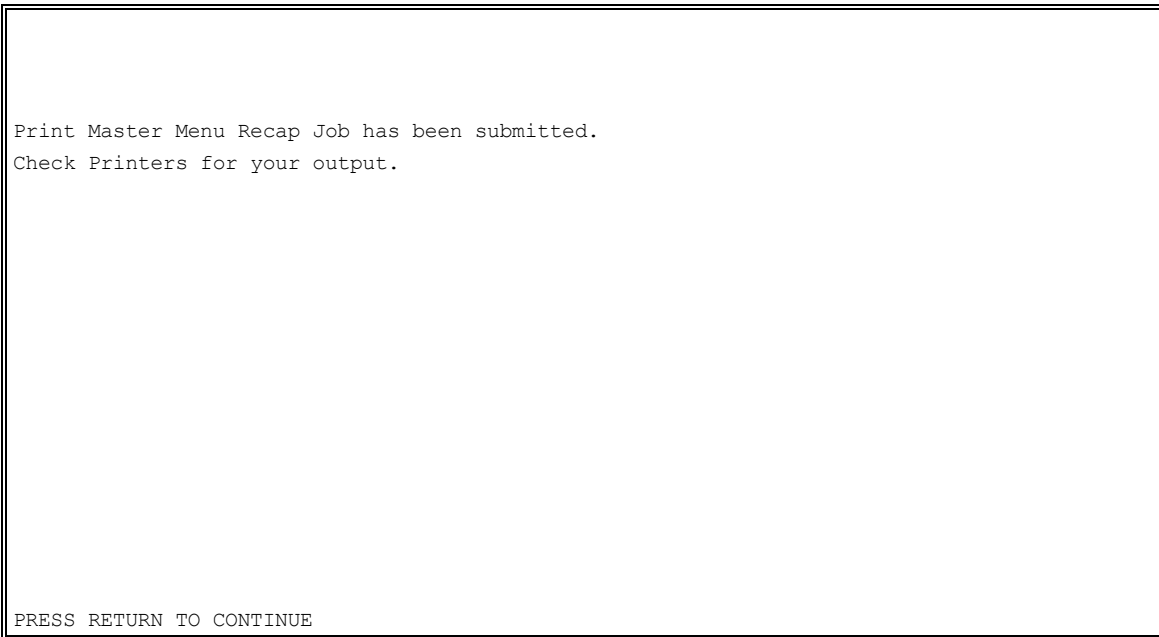 Print Master Menu Recap Job has been submitted.
Check Printers for your output.
PRESS RETURN TO CONTINUE